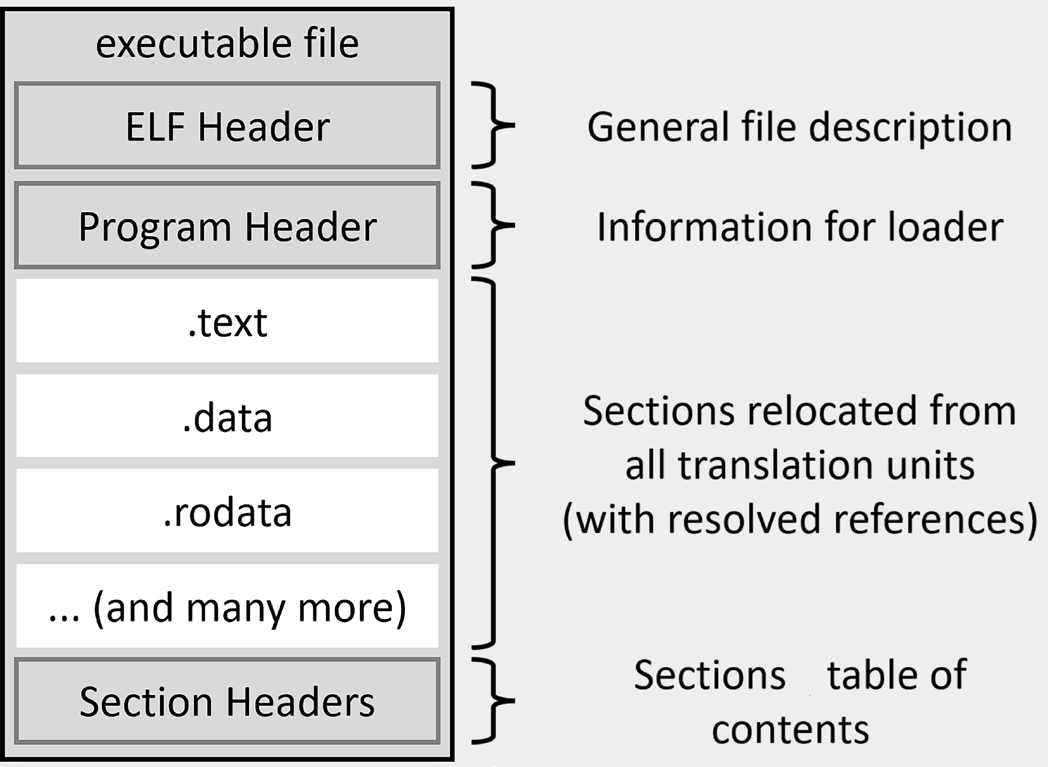 executable file
ELF Header
General file description
Program Header
Information for loader
.text
.data
.rodata
... (and many more)
Sections relocated from
all translation units
(with resolved references)
Section Headers
Sections table of
contents